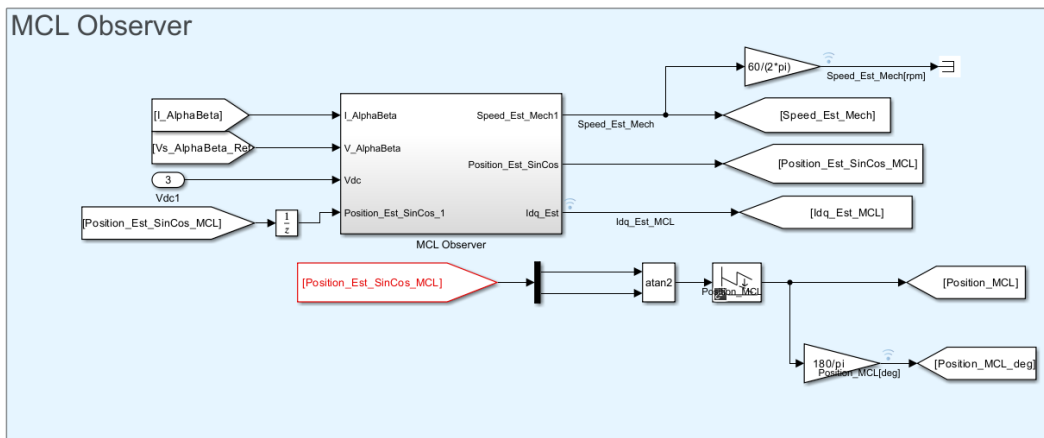 MCL Observer
60/(2*pi)
Speed_Est_Mech[rpm]
[I_AlphaBeta]
I_AlphaBeta
Speed_Est_Mech1
Speed_Est_Mech
[Speed_Est_Mech]
[Vs_AlphaBeta_Ref
V_AlphaBeta
Position_Est_SinCos
[Position_Est_SinCos_MCL]
3
Vdc1
Vdc
[Position_Est_SinCos_MCL]
1
z
Position_Est_SinCos_1
Idq_Est
Idq_Est_MCL
[Idq_Est_MCL]
MCL Observer
[Position_Est_SinCos_MCL]
atan2
Position_MCL
[Position_MCL]
180/pi
Position_MCL[deg]
[Position_MCL_deg]